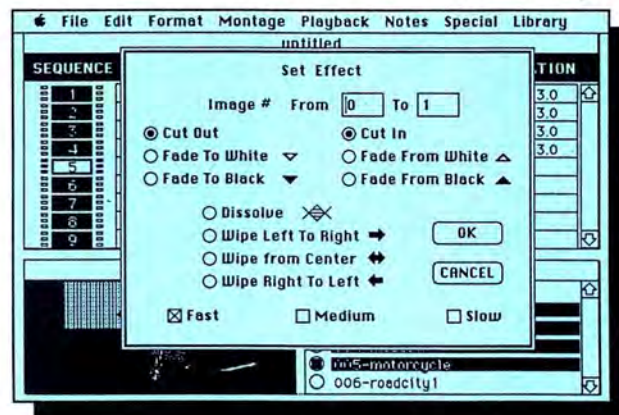 File Edit Format Montage Playback Notes Special Library
untitled
SEQUENCE
Set Effect
Image # From 0 To 1
Cut Out Cut In
Fade To White Fade From White
Fade To Black Fade From Black
Dissolve
Wipe Left To Right
Wipe from Center
Wipe Right To Left
OK
CANCEL
Fast Medium Slow
1 3.0
2 3.0
3 3.0
4 3.0
5
6
7
8
9
005-motorcycle
006-roadcity1